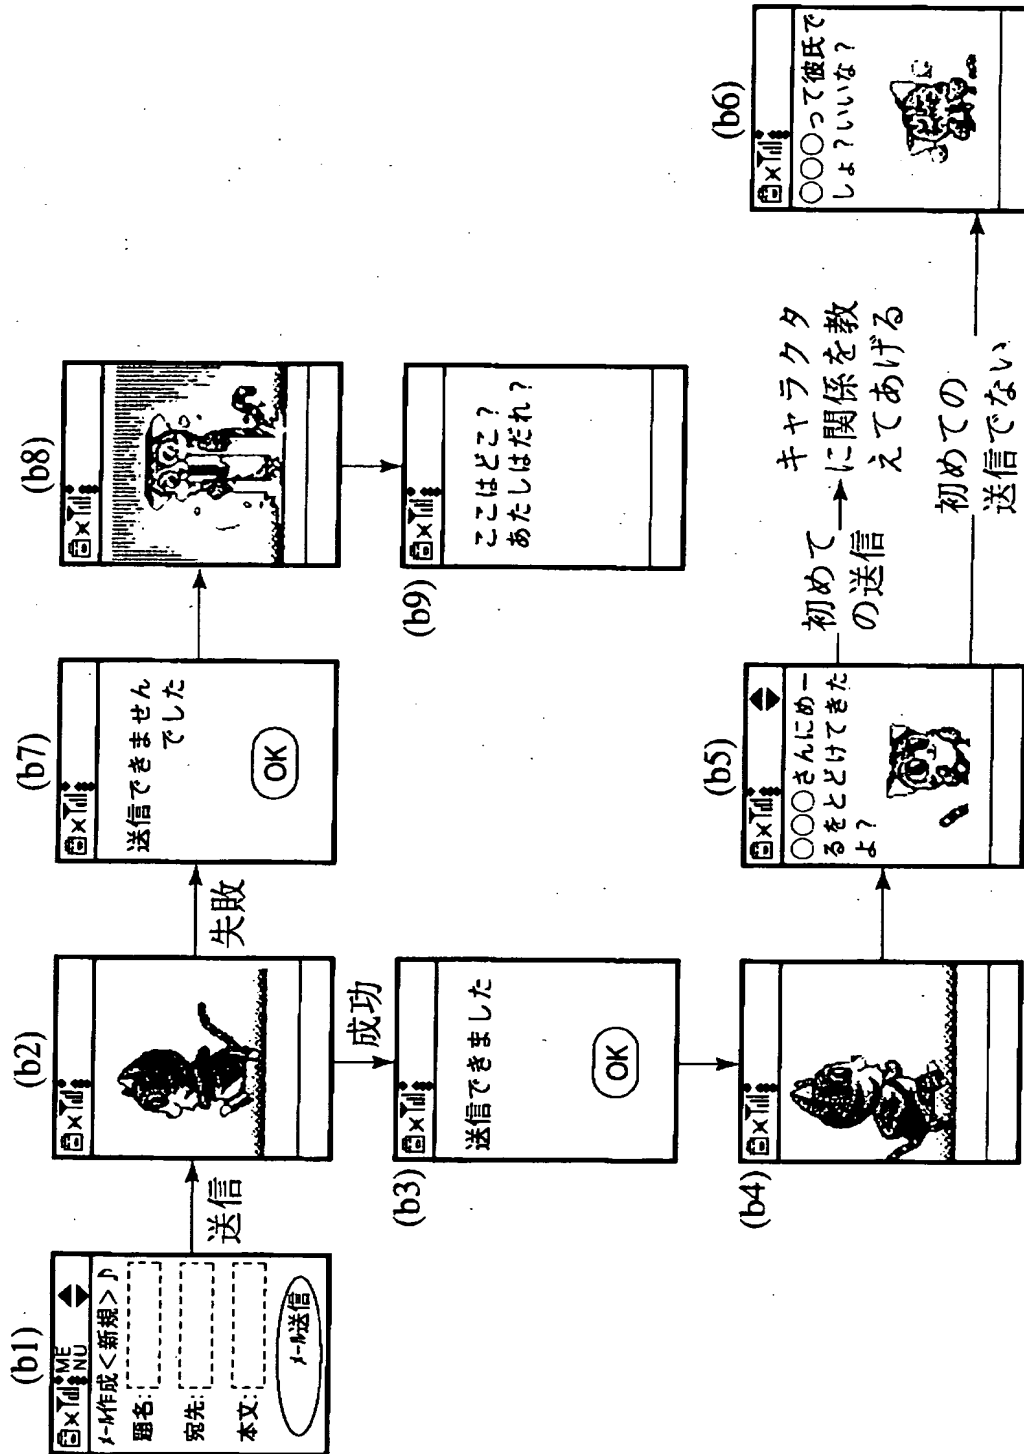 (b1)
ME
NU
メール作成<新規>♪
題名:
宛先:
本文:
メール送信
送信
(b2)
失敗
成功
(b3)
送信できました
OK
(b4)
(b5)
○○○さんにめー
るをとどけてきた
よ?
初めて
の送信
キャラクタ
に関係を教
えてあげる
初めての
送信でない
(b6)
○○○って彼氏で
しょ?いいな?
(b7)
送信できません
でした
OK
(b8)
(b9)
ここはどこ?
あたしはだれ?